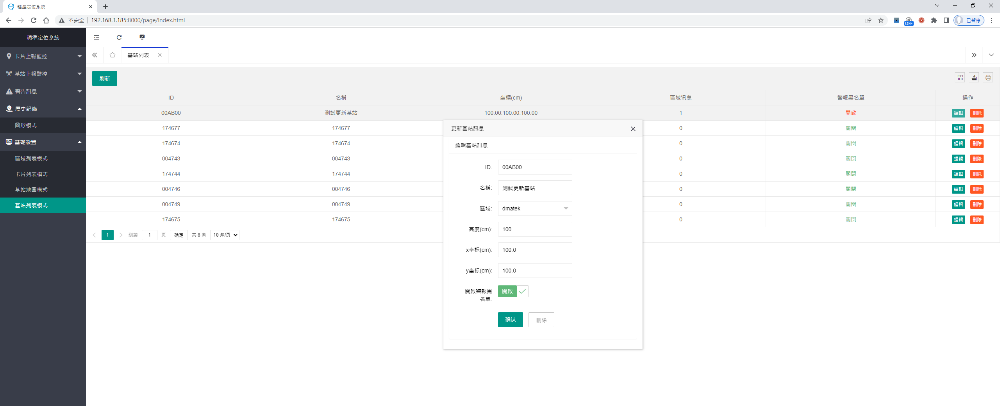 精準定位系統
不安全 192.168.1.185:8000/page/index.html
OFF
已暫停
精準定位系統
卡片上報監控
基站上報監控
警告訊息
歷史記錄
圖形模式
基礎設置
區域列表模式
卡片列表模式
基站地圖模式
基站列表模式
基站列表
刷新
ID 名稱 坐標(cm) 區域讯息 警報黑名單 操作
00AB00 測試更新基站 100.00:100.00:100.00 1 開啟 編輯 刪除
174677 174677 0 關閉 編輯 刪除
174674 174674 0 關閉 編輯 刪除
004743 004743 0 關閉 編輯 刪除
174744 174744 0 關閉 編輯 刪除
004746 004746 0 關閉 編輯 刪除
004749 004749 0 關閉 編輯 刪除
174675 174675 0 關閉 編輯 刪除
1 到第 1 页 确定 共 8 条 10 条/页
更新基站訊息
編輯基站訊息
ID: 00AB00
名稱: 測試更新基站
區域: dmatek
高度(cm): 100
x坐标(cm): 100.0
y坐标(cm): 100.0
開啟警報黑
名單:
開啟
确认 刪除